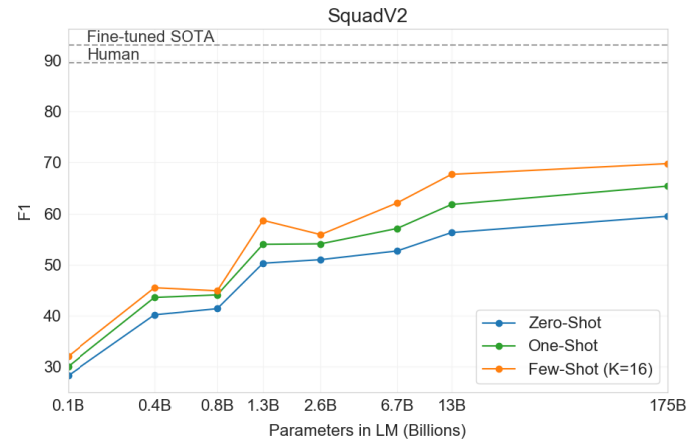 SquadV2
Fine-tuned SOTA
Human
90
80
70
60
50
40
30
F1
Zero-Shot
One-Shot
Few-Shot (K=16)
0.1B 0.4B 0.8B 1.3B 2.6B 6.7B 13B 175B
Parameters in LM (Billions)